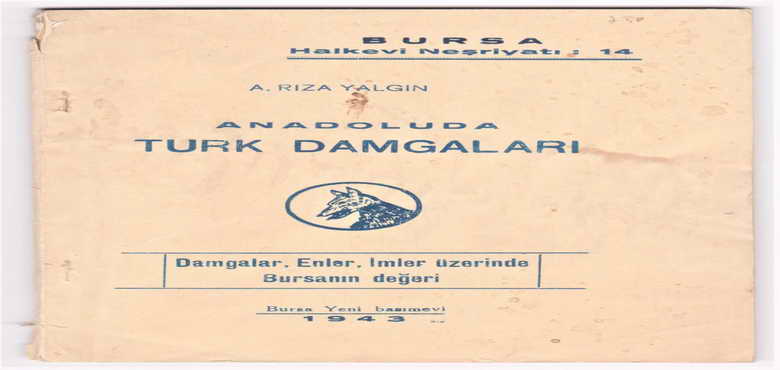 BURSA
Halkevi Neşriyatı : 14
A. RIZA YALGIN
ANADOLUDA
TURK DAMGALARI
Damgalar, Enler, İmler üzerinde
Bursanın değeri
Bursa Yeni basımevi
1943